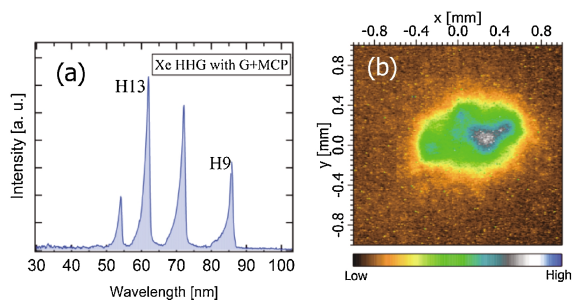 (a)
Xe HHG with G+MCP
H13
H9
Intensity [a. u.]
30 40 50 60 70 80 90 100
Wavelength [nm]
x [mm]
-0.8 -0.4 0.0 0.4 0.8
(b)
y [mm]
0.8
0.4
0.0
-0.4
-0.8
Low High